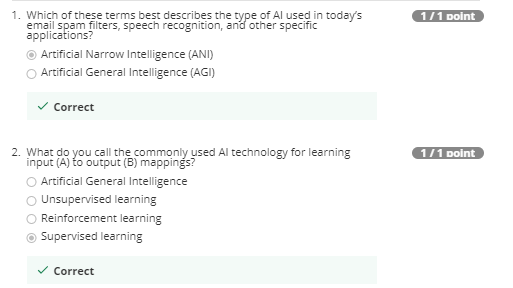 1. Which of these terms best describes the type of AI used in today's
1 / 1 point
email spam filters, speech recognition, and other specific
applications?
Artificial Narrow Intelligence (ANI)
Artificial General Intelligence (AGI)
Correct
2. What do you call the commonly used AI technology for learning
1 / 1 point
input (A) to output (B) mappings?
Artificial General Intelligence
Unsupervised learning
Reinforcement learning
Supervised learning
Correct